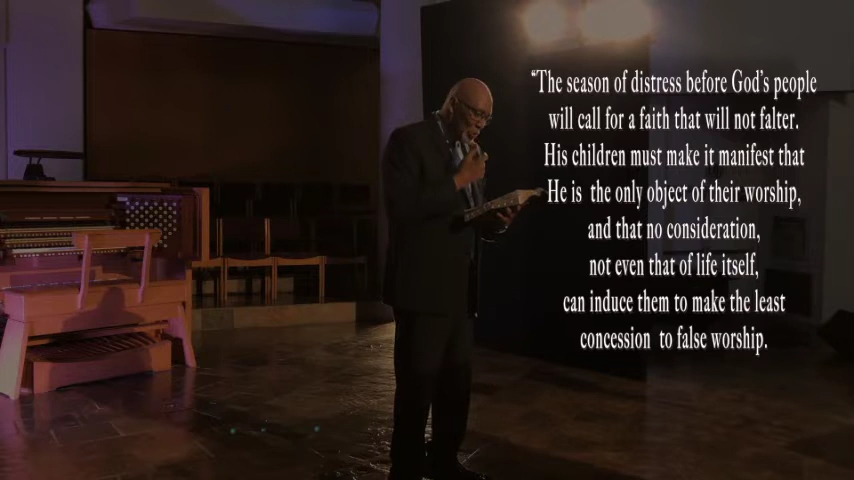 “The season of distress before God’s people
will call for a faith that will not falter.
His children must make it manifest that
He is the only object of their worship,
and that no consideration,
not even that of life itself,
can induce them to make the least
concession to false worship.